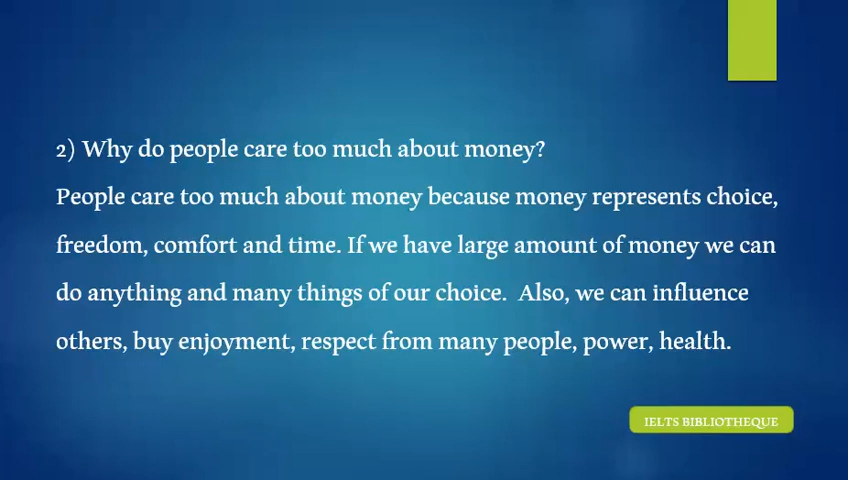 2) Why do people care too much about money?
People care too much about money because money represents choice,
freedom, comfort and time. If we have large amount of money we can
do anything and many things of our choice.  Also, we can influence
others, buy enjoyment, respect from many people, power, health.
IELTS BIBLIOTHEQUE